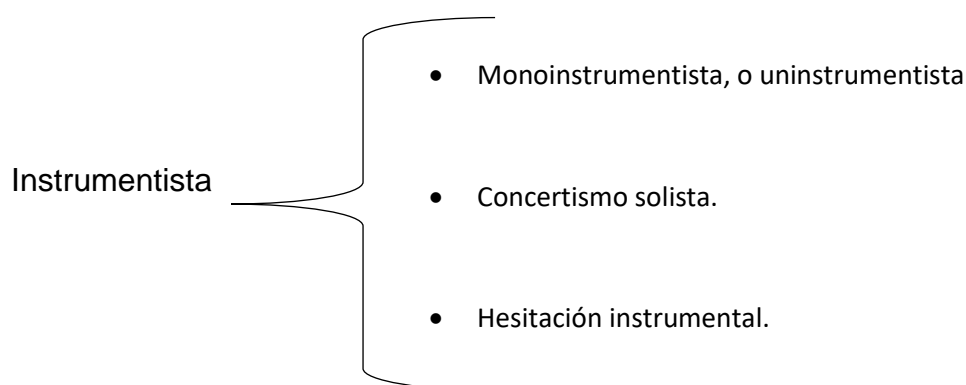 Instrumentista
• Monoinstrumentista, o uninstrumentista
• Concertismo solista.
• Hesitación instrumental.